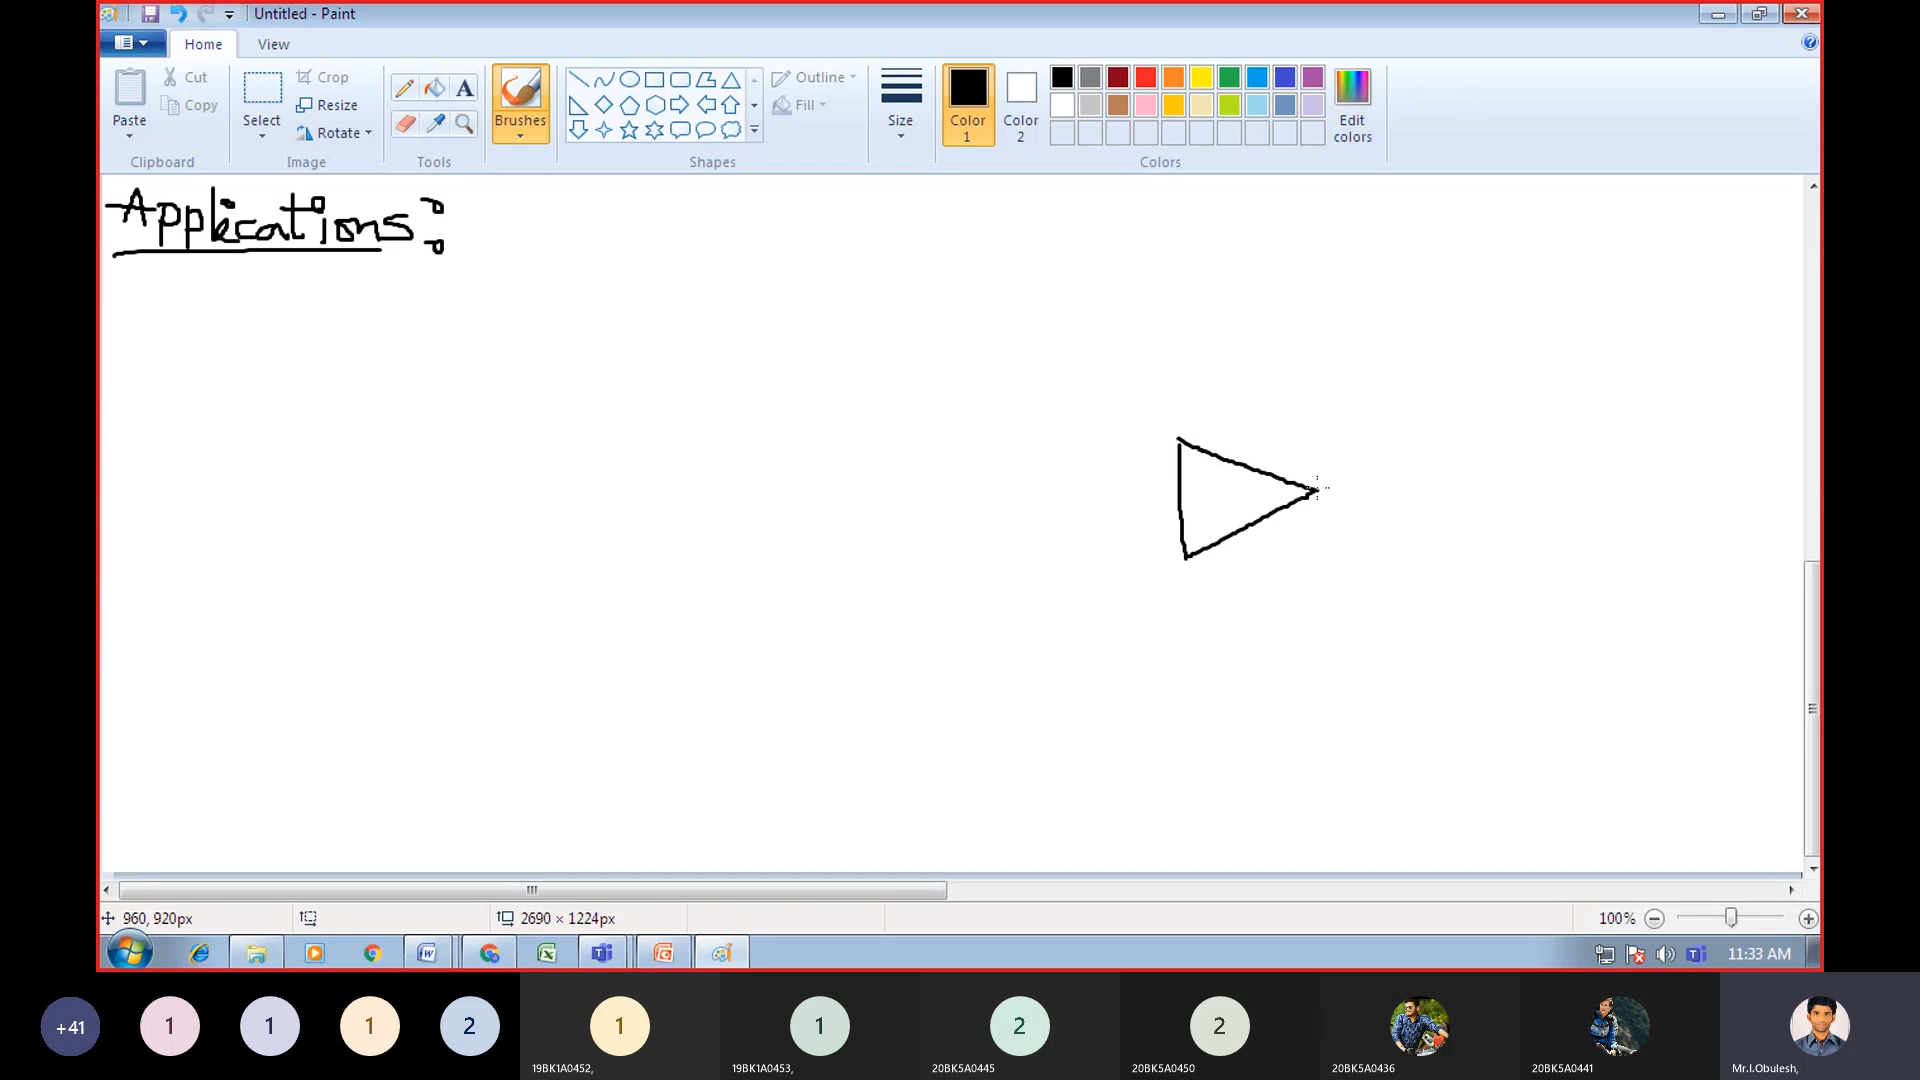 Untitled - Paint
Home
View
Paste
Cut
Copy
Clipboard
Select
Crop
Resize
Rotate
Image
Tools
Brushes
Shapes
Outline
Fill
Size
Color
1
Color
2
Edit
colors
Colors
Applications:
960, 920px
2690 × 1224px
100%
11:33 AM
+41
1
1
1
2
1
1
2
2
19BK1A0452,
19BK1A0453,
20BK5A0445
20BK5A0450
20BK5A0436
20BK5A0441
Mr.I.Obulesh,